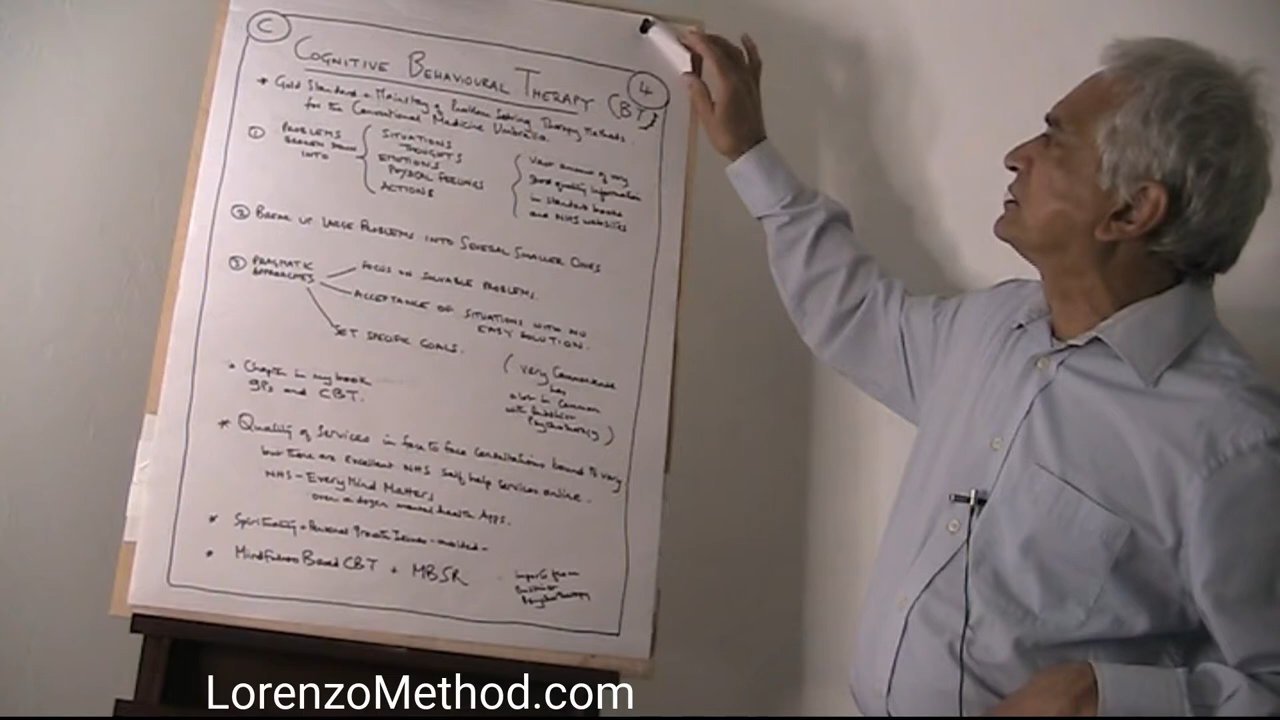 C
4
COGNITIVE BEHAVIOURAL THERAPY (CBT)
* Gold Standard + Mainstay of Problem Solving Therapy Methods
for the Conventional Medicine Umbrella.
① PROBLEMS
BROKEN DOWN
INTO
SITUATIONS
THOUGHTS
EMOTIONS
PHYSICAL FEELINGS
ACTIONS
Vast amount of very
good quality information
in standard books
and NHS websites
② BREAK UP LARGE PROBLEMS INTO SEVERAL SMALLER ONES
③ PRAGMATIC
APPROACHES
FOCUS ON SOLVABLE PROBLEMS.
ACCEPTANCE OF SITUATIONS WITH NO
EASY SOLUTION.
SET SPECIFIC GOALS.
(very
has
also in common
with Buddhist
Psychotherapy)
• Chapter in my book
GPs and CBT.
* Quality of Services in face to face Consultations bound to vary
but there are excellent NHS self help services online.
NHS - Every Mind Matters
over a dozen mental health Apps.
* Spirituality + Personal Growth Issues - avoided -
• Mindfulness Based CBT + MBSR
imports from
Buddhist
Psychotherapy
LorenzoMethod.com